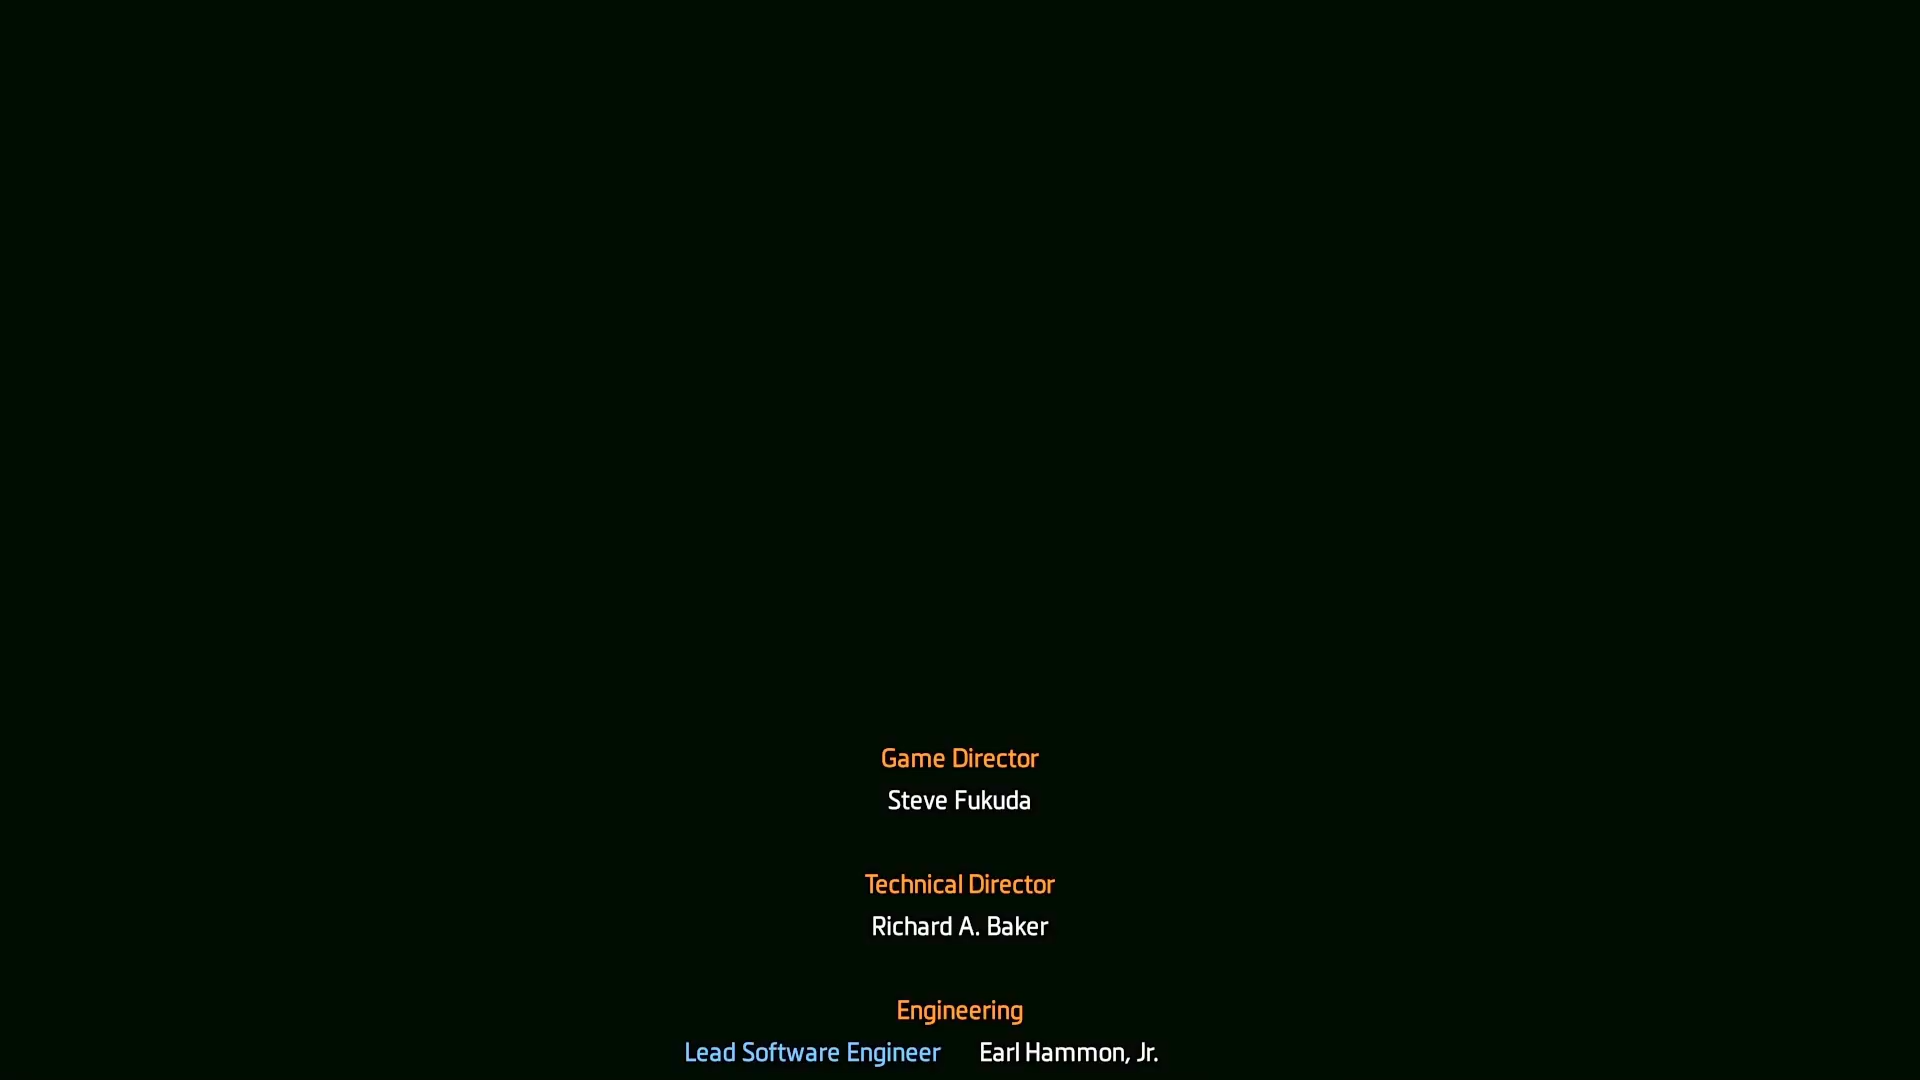 Game Director
Steve Fukuda
Technical Director
Richard A. Baker
Engineering
Lead Software Engineer Earl Hammon, Jr.